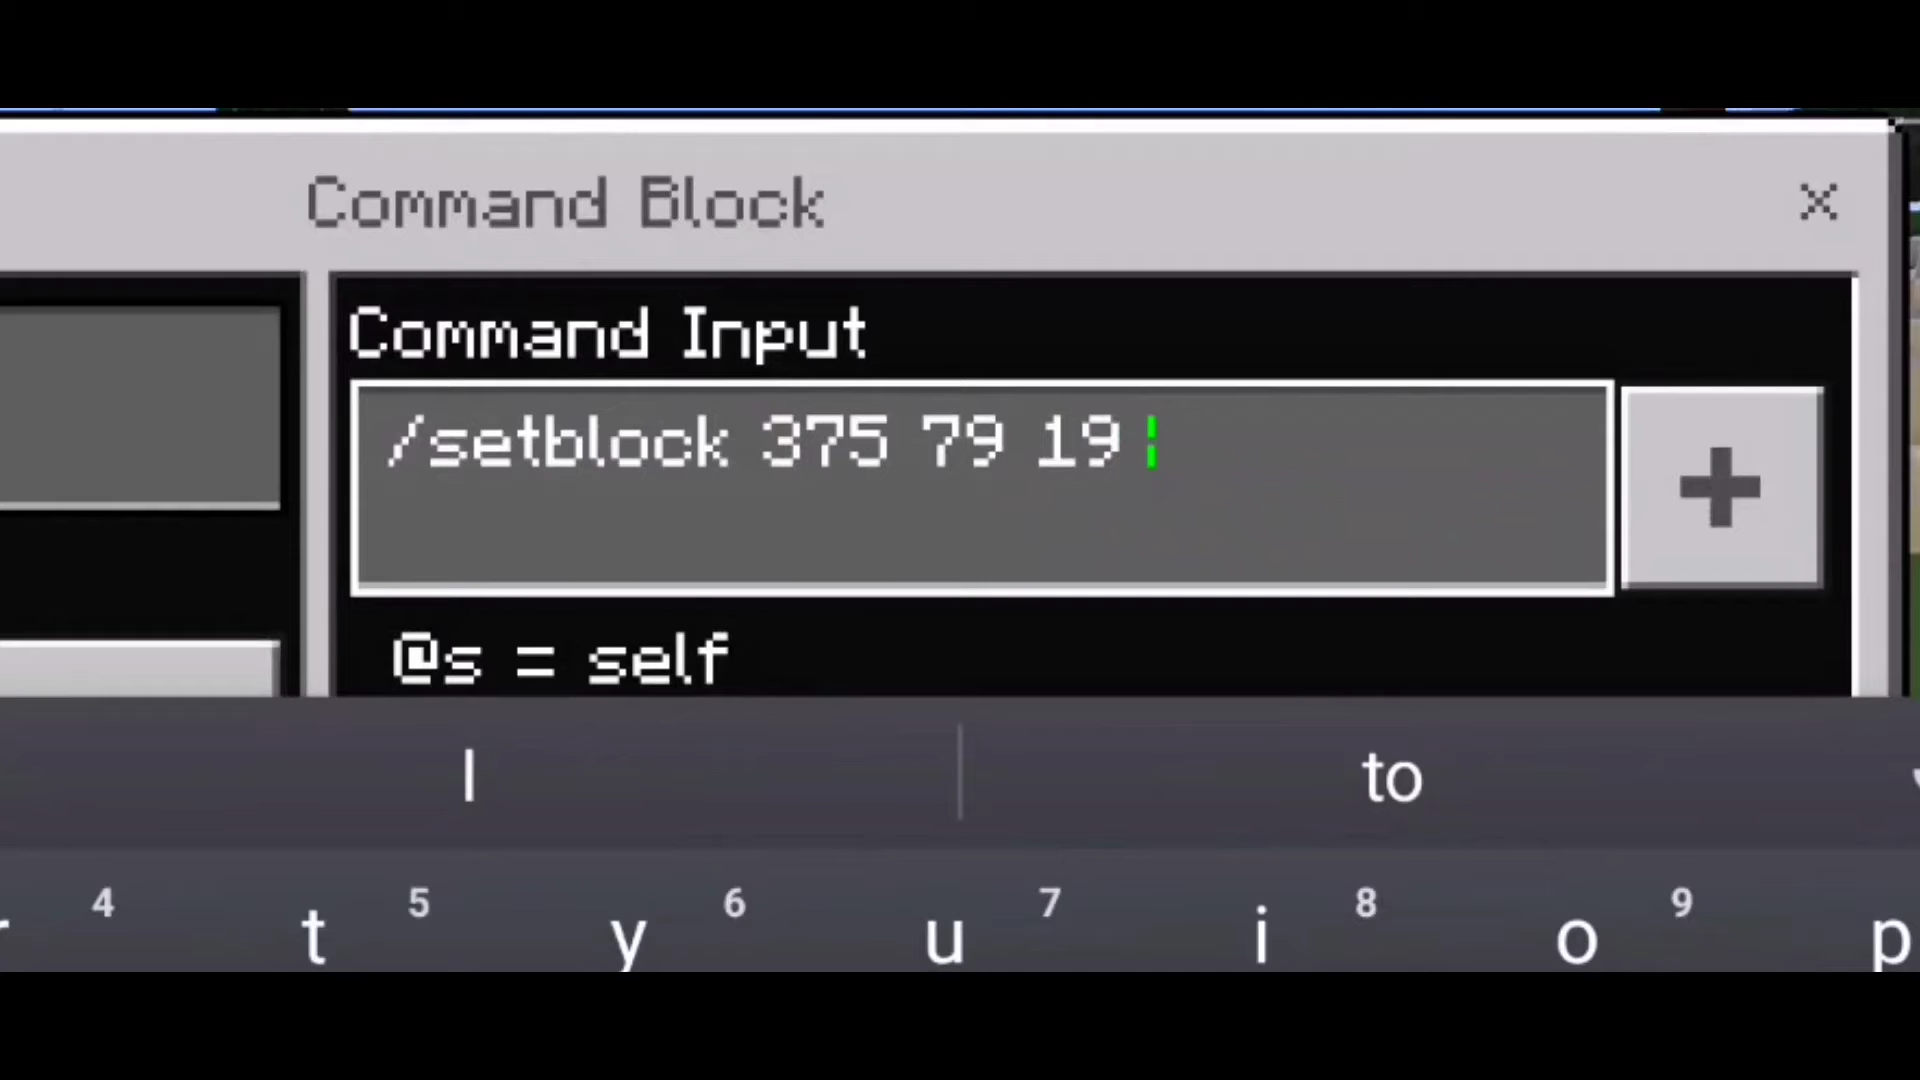 Command Block
Command Input
/setblock 375 79 19
@s = self
I to
4 5 6 7 8 9
r t y u i o p